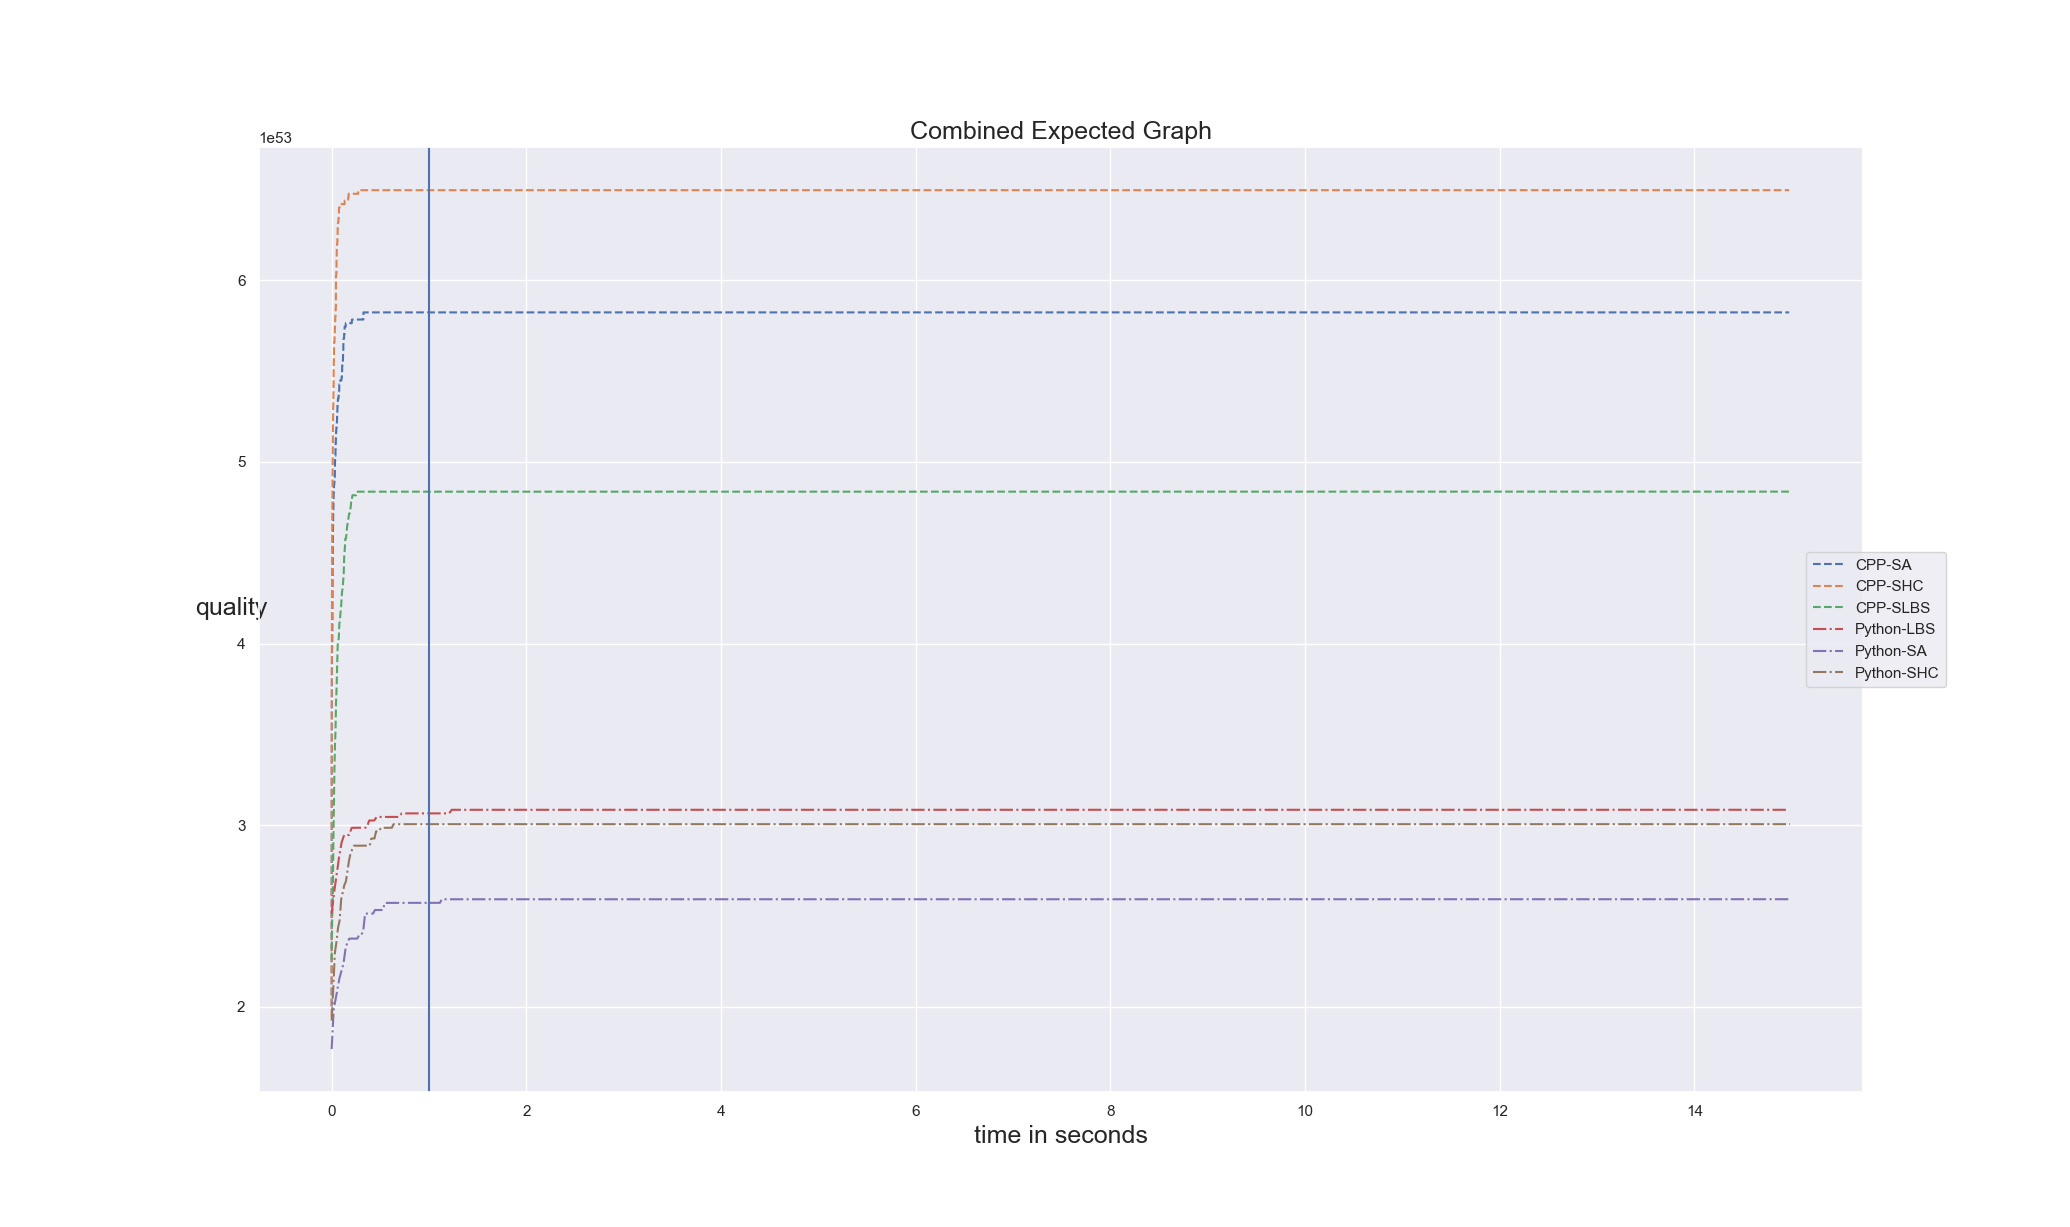 Combined Expected Graph
1e53
6
5
4
3
2
quality
CPP-SA
CPP-SHC
CPP-SLBS
Python-LBS
Python-SA
Python-SHC
0 2 4 6 8 10 12 14
time in seconds